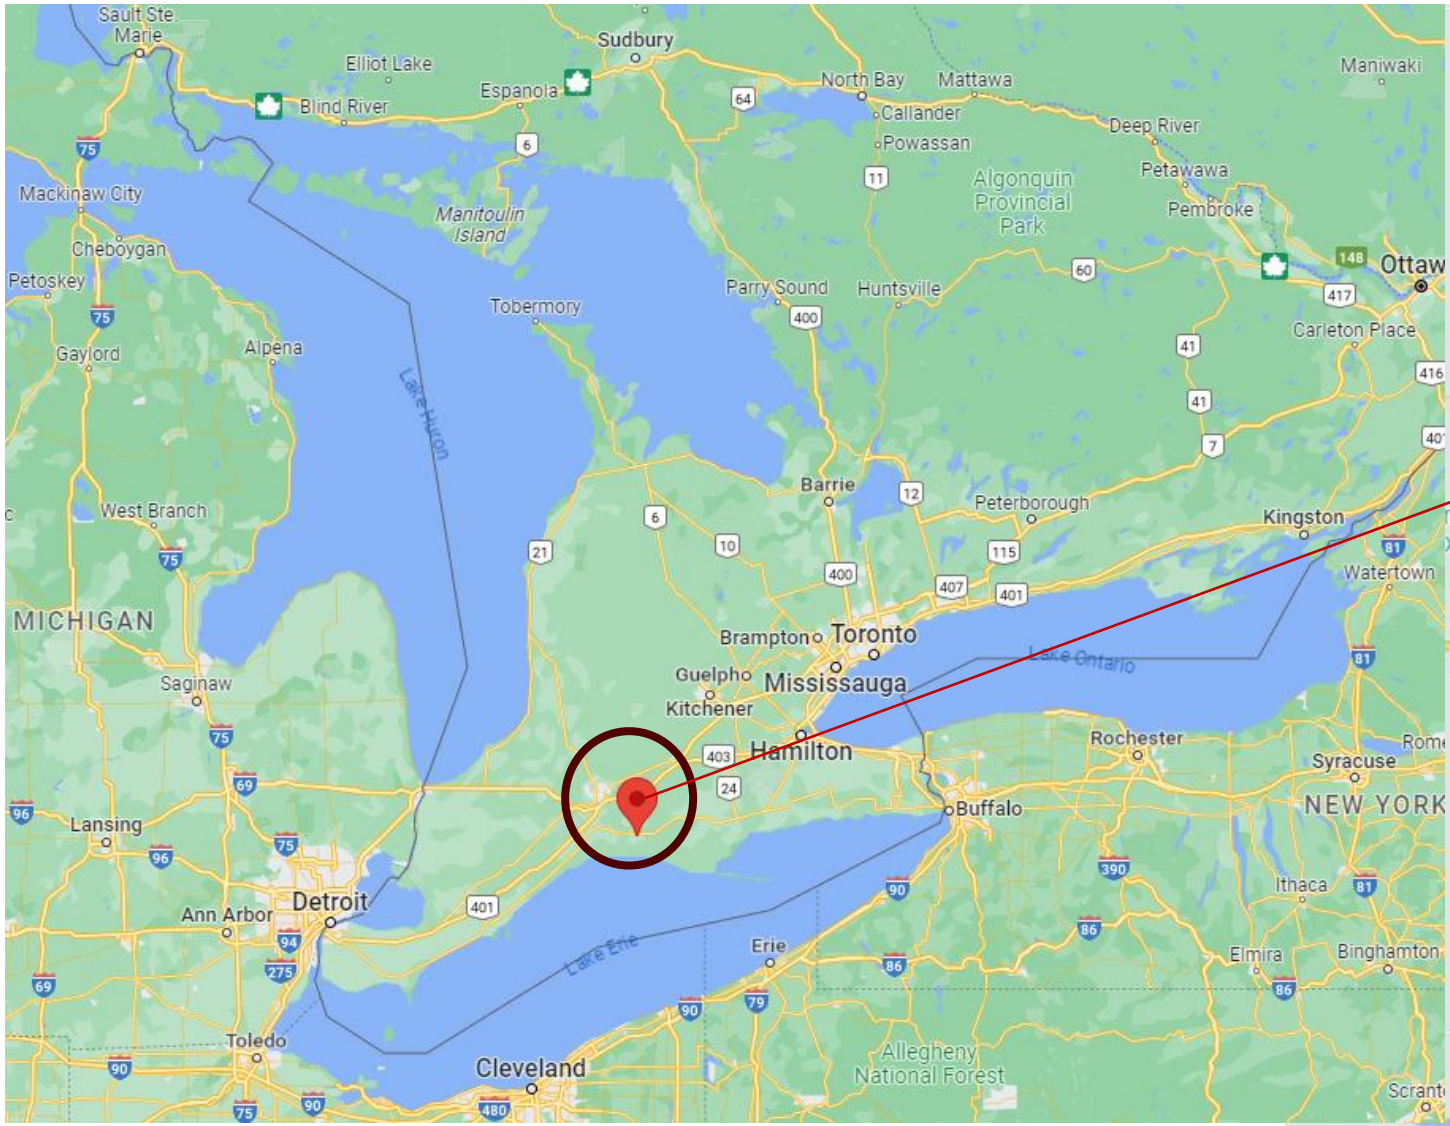 Sault Ste.
Marie
Sudbury
Elliot Lake
Espanola
Blind River
North Bay
Mattawa
Maniwaki
64
Callander
Powassan
Deep River
6
75
11
Algonquin
Provincial
Park
Petawawa
Pembroke
Mackinaw City
Manitoulin
Island
Cheboygan
60
148
Ottaw
Petoskey
75
Tobermory
Parry Sound
Huntsville
417
400
Carleton Place
Gaylord
Alpena
41
416
Lake Huron
41
7
401
Barrie
12
Peterborough
West Branch
6
Kingston
10
21
115
81
75
400
407
401
Watertown
MICHIGAN
Brampton
Toronto
Lake Ontario
81
Guelph
Mississauga
Saginaw
Kitchener
75
Rochester
Rome
403
Hamilton
Syracuse
69
24
96
Buffalo
NEW YORK
Lansing
75
96
390
90
Ithaca
81
401
Detroit
Ann Arbor
94
86
Lake Erie
Erie
86
Elmira
Binghamton
275
69
90
79
86
Toledo
90
Cleveland
Allegheny
National Forest
75
90
480
Scrant